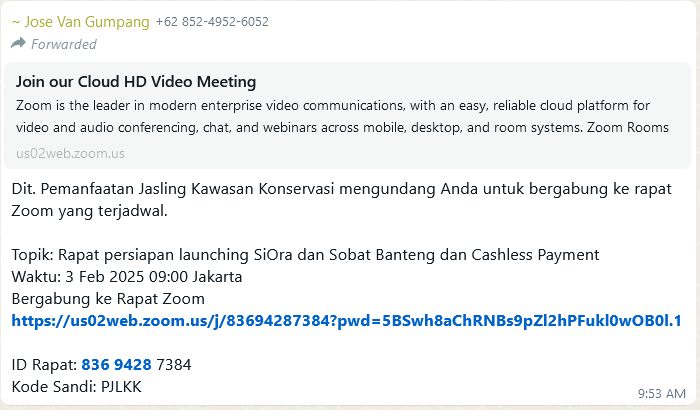 ~ Jose Van Gumpang +62 852-4952-6052
Forwarded
Join our Cloud HD Video Meeting
Zoom is the leader in modern enterprise video communications, with an easy, reliable cloud platform for
video and audio conferencing, chat, and webinars across mobile, desktop, and room systems. Zoom Rooms
us02web.zoom.us
Dit. Pemanfaatan Jasling Kawasan Konservasi mengundang Anda untuk bergabung ke rapat
Zoom yang terjadwal.
Topik: Rapat persiapan launching SiOra dan Sobat Banteng dan Cashless Payment
Waktu: 3 Feb 2025 09:00 Jakarta
Bergabung ke Rapat Zoom
https://us02web.zoom.us/j/83694287384?pwd=5BSwh8aChRNBs9pZl2hPFukl0wOB0l.1
ID Rapat: 836 9428 7384
Kode Sandi: PJLKK
9:53 AM